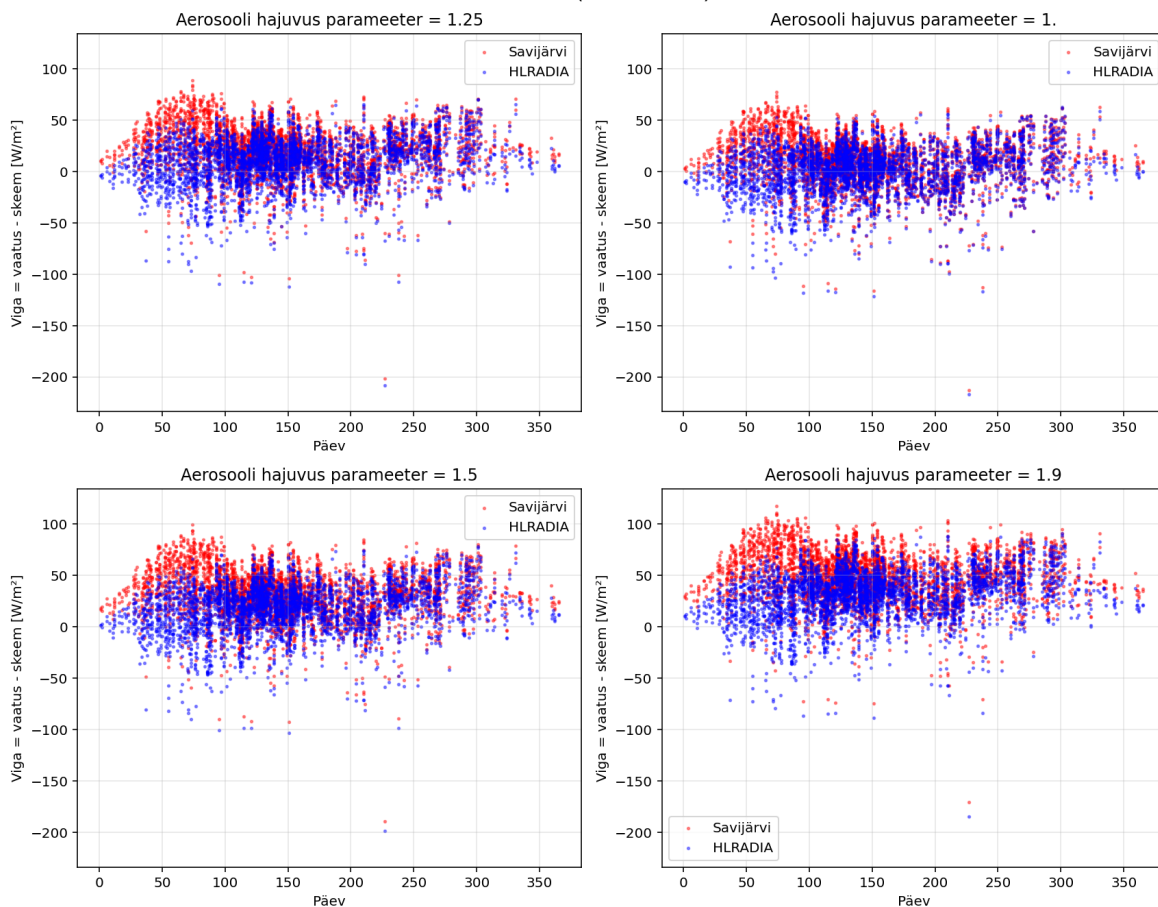 Aerosooli hajuvus parameeter = 1.25
Savijärvi
HLRADIA
Viga = vaatus - skeem [W/m²]
100
50
0
−50
−100
−150
−200
0 50 100 150 200 250 300 350
Päev
Aerosooli hajuvus parameeter = 1.
Savijärvi
HLRADIA
Viga = vaatus - skeem [W/m²]
100
50
0
−50
−100
−150
−200
0 50 100 150 200 250 300 350
Päev
Aerosooli hajuvus parameeter = 1.5
Savijärvi
HLRADIA
Viga = vaatus - skeem [W/m²]
100
50
0
−50
−100
−150
−200
0 50 100 150 200 250 300 350
Päev
Aerosooli hajuvus parameeter = 1.9
Viga = vaatus - skeem [W/m²]
100
50
0
−50
−100
−150
−200
Savijärvi
HLRADIA
0 50 100 150 200 250 300 350
Päev